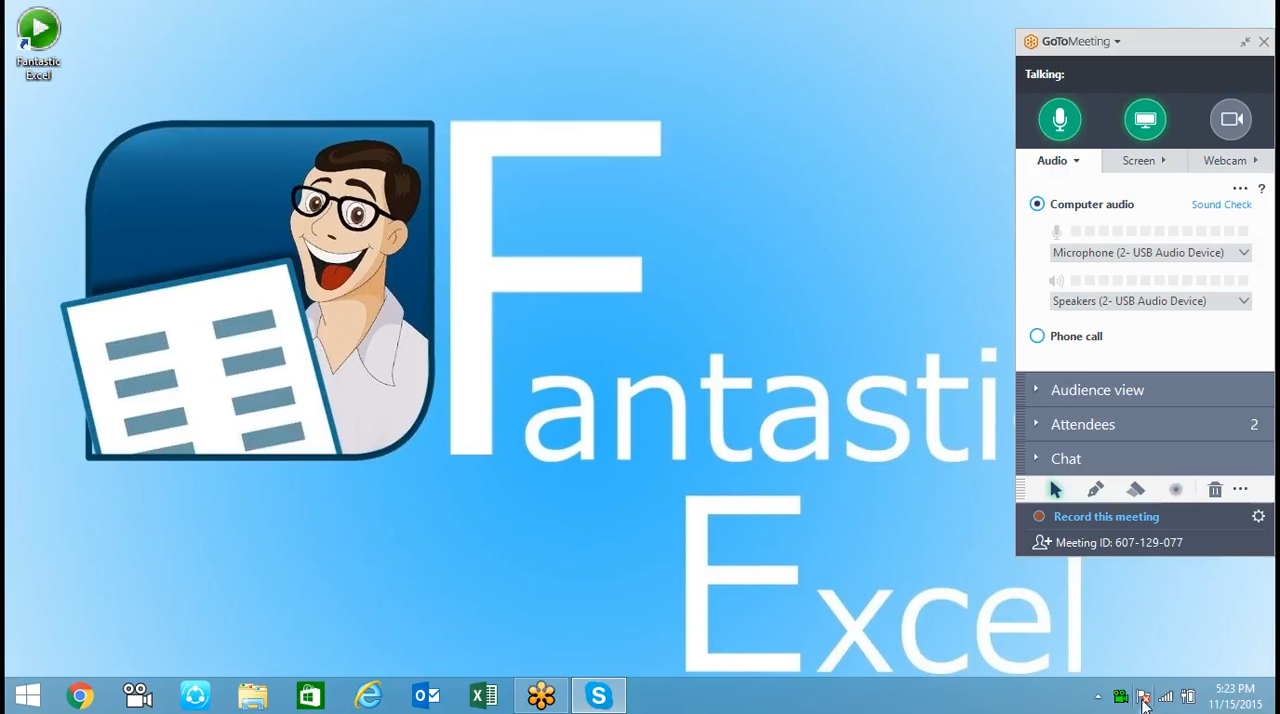 Fantastic
Excel
Fantasti
Excel
GoToMeeting
Talking:
Audio
Screen
Webcam
... ?
Computer audio
Sound Check
Microphone (2- USB Audio Device)
Speakers (2- USB Audio Device)
Phone call
Audience view
Attendees 2
Chat
...
Record this meeting
Meeting ID: 607-129-077
5:23 PM
11/15/2015